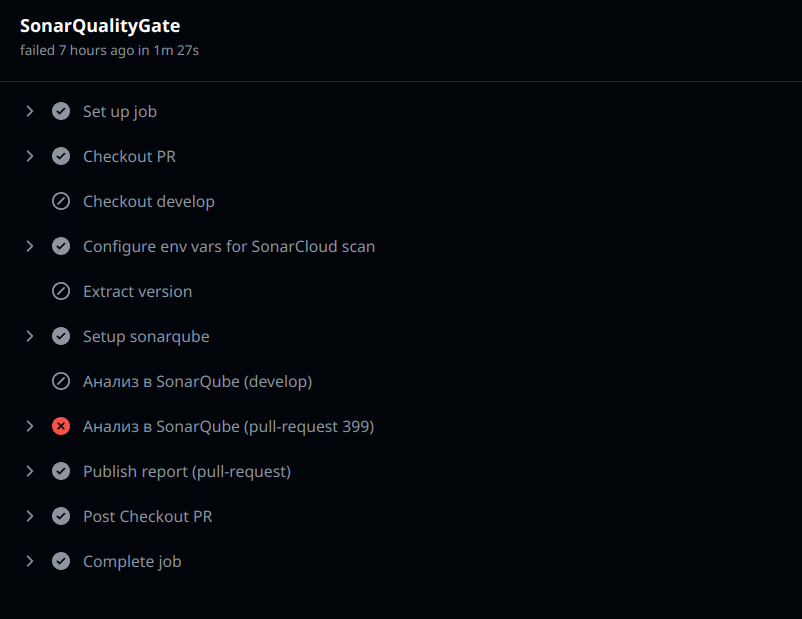 SonarQualityGate
failed 7 hours ago in 1m 27s
Set up job
Checkout PR
Checkout develop
Configure env vars for SonarCloud scan
Extract version
Setup sonarqube
Анализ в SonarQube (develop)
Анализ в SonarQube (pull-request 399)
Publish report (pull-request)
Post Checkout PR
Complete job